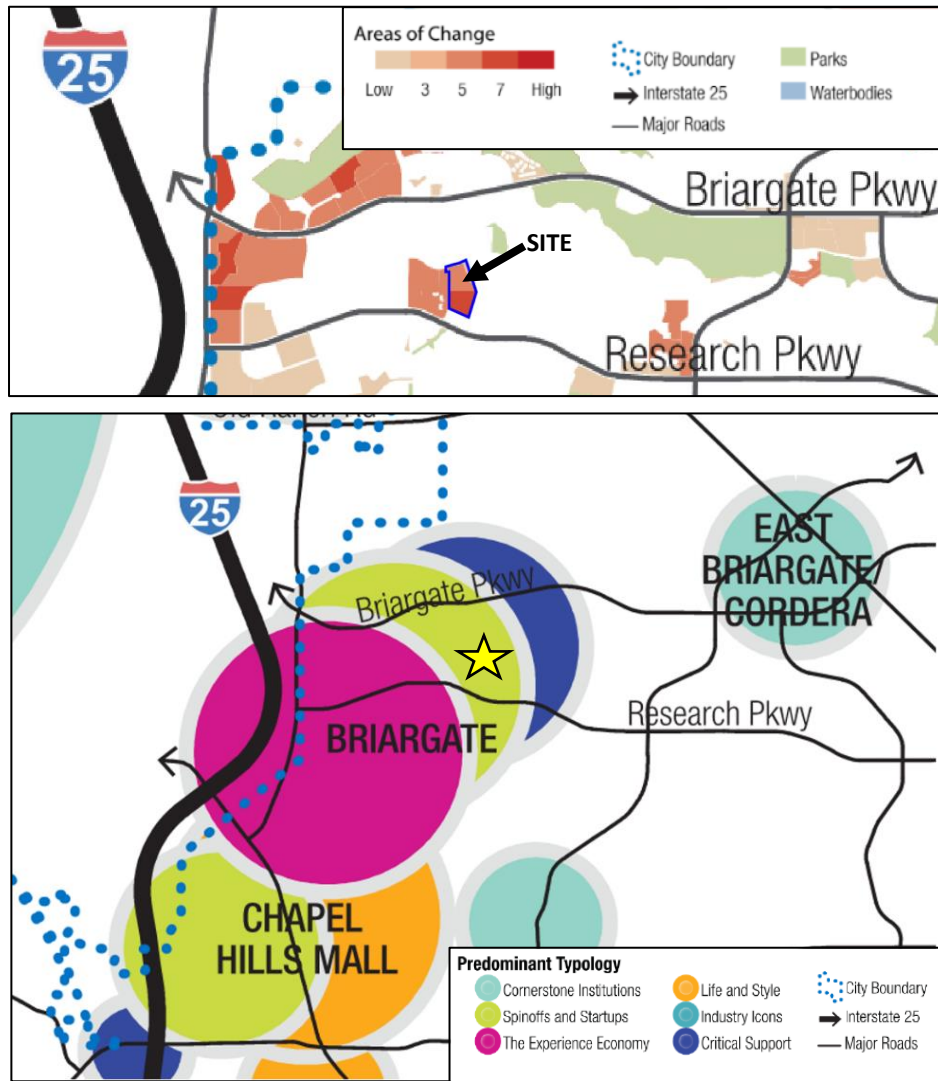 25
Areas of Change
Low 3 5 7 High
City Boundary
Interstate 25
Major Roads
Parks
Waterbodies
Briargate Pkwy
SITE
Research Pkwy
Rd
25
EAST
BRIARGATE/
CORDERA
Briargate Pkwy
Research Pkwy
BRIARGATE
CHAPEL
HILLS MALL
Predominant Typology
Cornerstone Institutions
Spinoffs and Startups
The Experience Economy
Life and Style
Industry Icons
Critical Support
City Boundary
Interstate 25
Major Roads